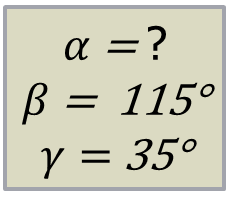 α = ?
β = 115°
γ = 35°